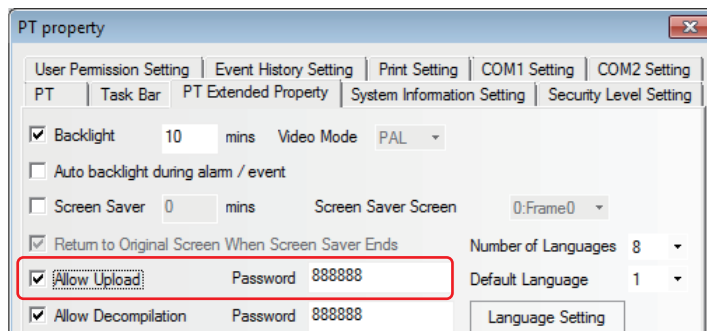 PT property
User Permission Setting Event History Setting Print Setting COM1 Setting COM2 Setting
PT Task Bar PT Extended Property System Information Setting Security Level Setting
Backlight 10 mins Video Mode PAL
Auto backlight during alarm / event
Screen Saver 0 mins Screen Saver Screen 0:Frame0
Return to Original Screen When Screen Saver Ends Number of Languages 8
Allow Upload Password 888888 Default Language 1
Allow Decompilation Password 888888 Language Setting